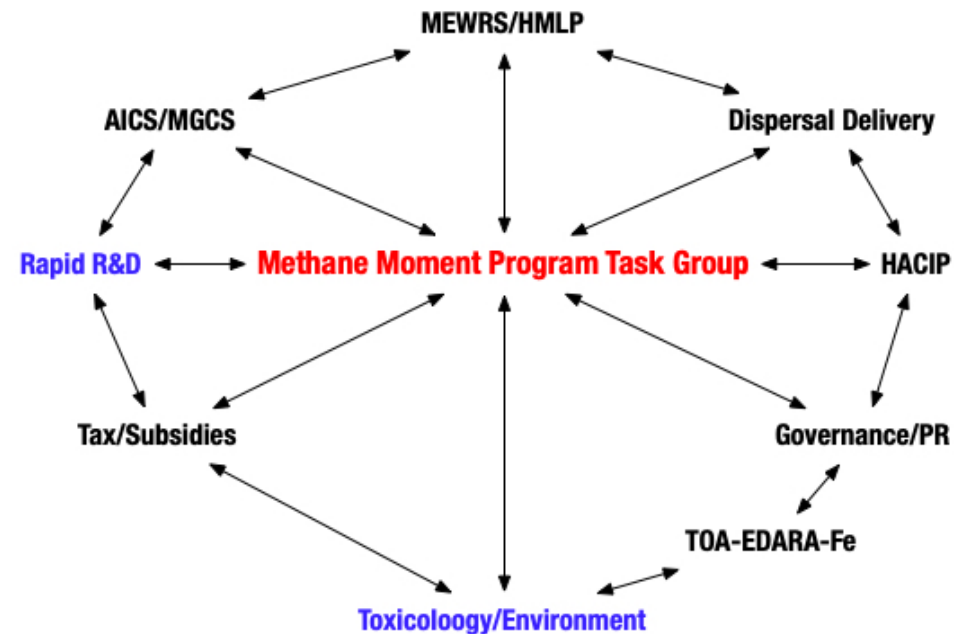 MEWRS/HMLP
AICS/MGCS
Dispersal Delivery
Rapid R&D
Methane Moment Program Task Group
HACIP
Tax/Subsidies
Governance/PR
TOA-EDARA-Fe
Toxicoloogy/Environment